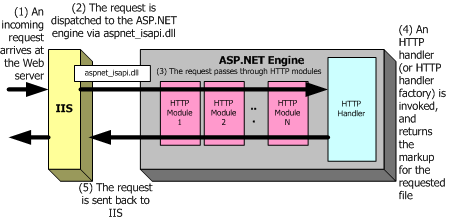 (1) An
incoming
request
arrives at
the Web
server
(2) The request is
dispatched to the ASP.NET
engine via aspnet_isapi.dll
IIS
aspnet_isapi.dll
ASP.NET Engine
(3) The request passes through HTTP modules
HTTP
Module
1
HTTP
Module
2
. .
.
HTTP
Module
N
HTTP
Handler
(4) An
HTTP
handler
(or HTTP
handler
factory) is
invoked,
and
returns
the
markup
for the
requested
file
(5) The request
is sent back to
IIS